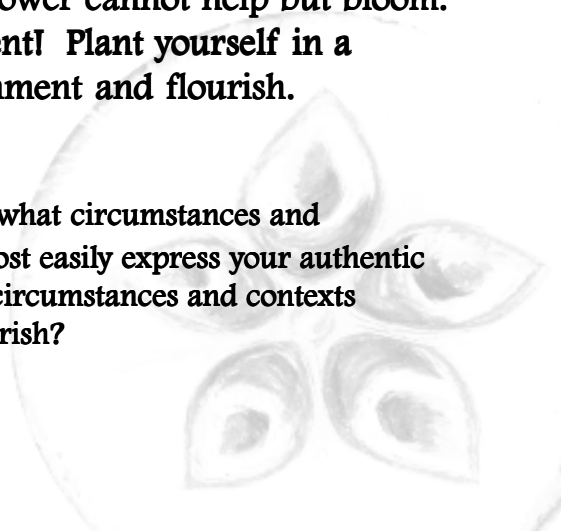 ower cannot help but bloom.
ent!  Plant yourself in a
nment and flourish.
what circumstances and
ost easily express your authentic
circumstances and contexts
rish?